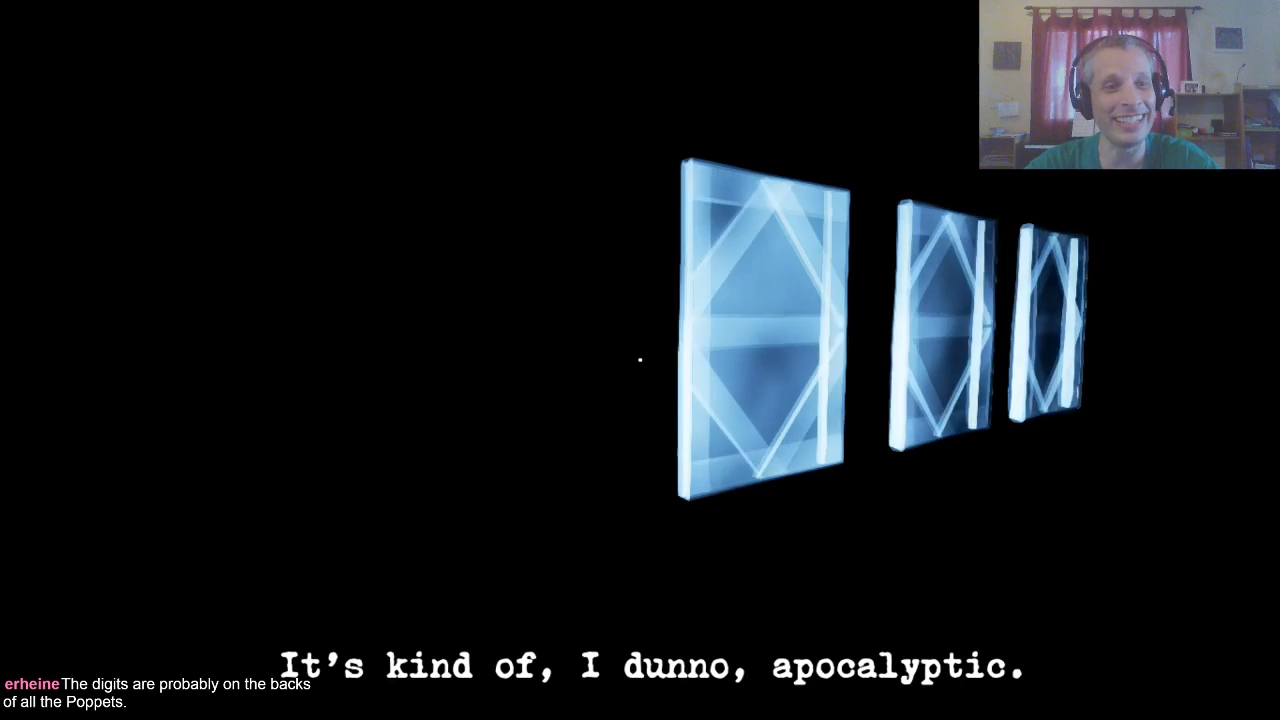 It's kind of, I dunno, apocalyptic.
erheine The digits are probably on the backs
of all the Poppets.